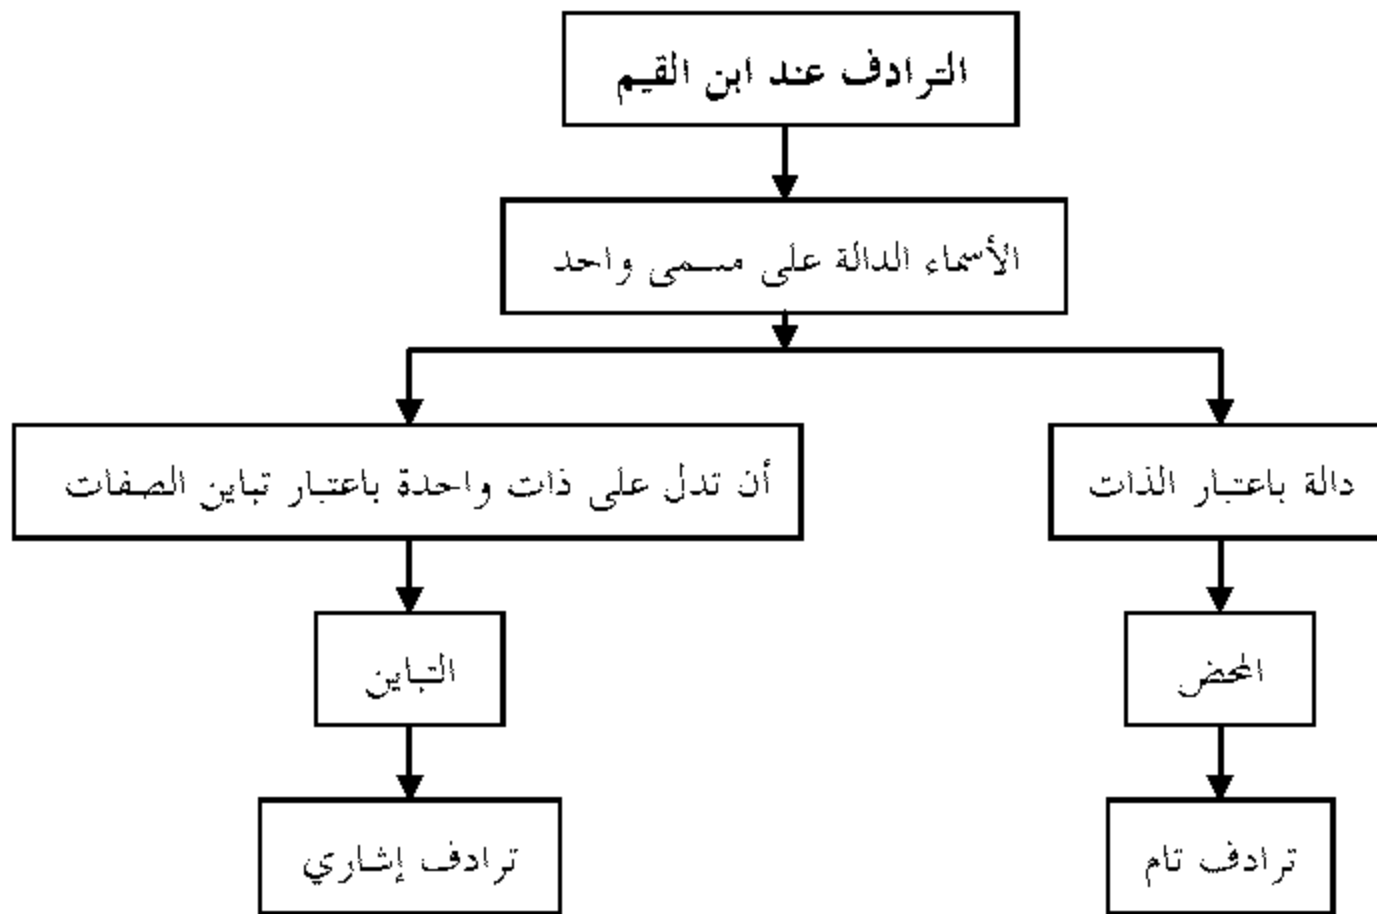 الترادف عند ابن القيم
الأسماء الدالة على مسمى واحد
دالة باعتبار الذات
أن تدل على ذات واحدة باعتبار تباين الصفات
المحض
التباين
ترادف تام
ترادف إشاري